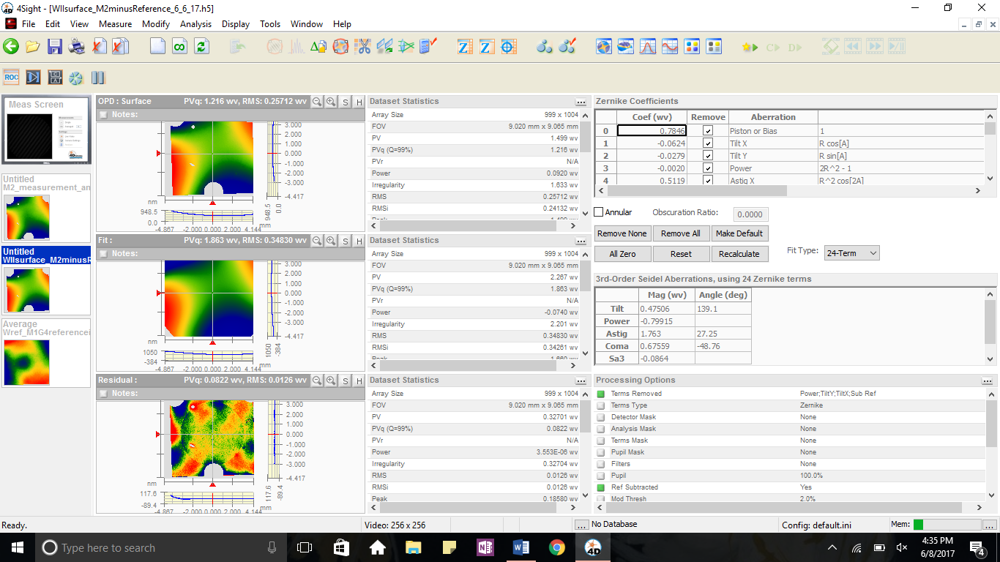 4Sight - [WIIsurface_M2minusReference_6_6_17.h5]
File Edit View Measure Modify Analysis Display Tools Window Help
ROC
Meas Screen
Untitled
M2_measurement_an
Untitled
WIIsurface_M2minusR
Average
Wref_M1G4referencei
OPD : Surface PVq: 1.216 wv, RMS: 0.25712 wv S H
Notes:
3.000
2.000
1.000
0.000
-1.000
-2.000
-3.000
-4.417
nm
948.5
0.0
-4.867 -2.000 0.000 2.000 4.144 mm
948.5
0.0
Fit : PVq: 1.863 wv, RMS: 0.34830 wv S H
Notes:
3.000
2.000
1.000
0.000
-1.000
-2.000
-3.000
-4.417
nm
1050
-384
-4.867 -2.000 0.000 2.000 4.144 mm
1050
-384
Residual : PVq: 0.0822 wv, RMS: 0.0126 wv S H
Notes:
3.000
2.000
1.000
0.000
-1.000
-2.000
-3.000
-4.417
nm
117.6
-89.4
-4.867 -2.000 0.000 2.000 4.144 mm
117.6
-89.4
Dataset Statistics ...
Array Size 999 x 1004
FOV 9.020 mm x 9.065 mm
PV 1.499 wv
PVq (Q=99%) 1.216 wv
PVr N/A
Power 0.0920 wv
Irregularity 1.633 wv
RMS 0.25712 wv
RMSi 0.24132 wv
Peak 1.499 wv
Dataset Statistics ...
Array Size 999 x 1004
FOV 9.020 mm x 9.065 mm
PV 2.267 wv
PVq (Q=99%) 1.863 wv
PVr N/A
Power -0.0740 wv
Irregularity 2.201 wv
RMS 0.34830 wv
RMSi 0.34261 wv
Peak 1.660 wv
Dataset Statistics ...
Array Size 999 x 1004
FOV 9.020 mm x 9.065 mm
PV 0.32701 wv
PVq (Q=99%) 0.0822 wv
PVr N/A
Power 3.553E-06 wv
Irregularity 0.32704 wv
RMS 0.0126 wv
RMSi 0.0126 wv
Peak 0.18580 wv
Zernike Coefficients
Coef (wv) Remove Aberration
0 0.7846 Piston or Bias 1
1 -0.0624 Tilt X R cos[A]
2 -0.0279 Tilt Y R sin[A]
3 -0.0020 Power 2R^2 - 1
4 0.5119 Astig X R^2 cos[2A]
Annular Obscuration Ratio: 0.0000
Remove None Remove All Make Default
All Zero Reset Recalculate Fit Type: 24-Term
3rd-Order Seidel Aberrations, using 24 Zernike terms
Mag (wv) Angle (deg)
Tilt 0.47506 139.1
Power -0.79915
Astig 1.763 27.25
Coma 0.67559 -48.76
Sa3 -0.0864
Processing Options ...
Terms Removed Power;TiltY;TiltX;Sub Ref
Terms Type Zernike
Detector Mask None
Analysis Mask None
Terms Mask None
Pupil Mask None
Filters None
Pupil 100.0%
Ref Subtracted Yes
Mod Thresh 2.0%
Ready. Video: 256 x 256 ... No Database Config: default.ini Mem: ...
Type here to search
4:35 PM
6/8/2017
4